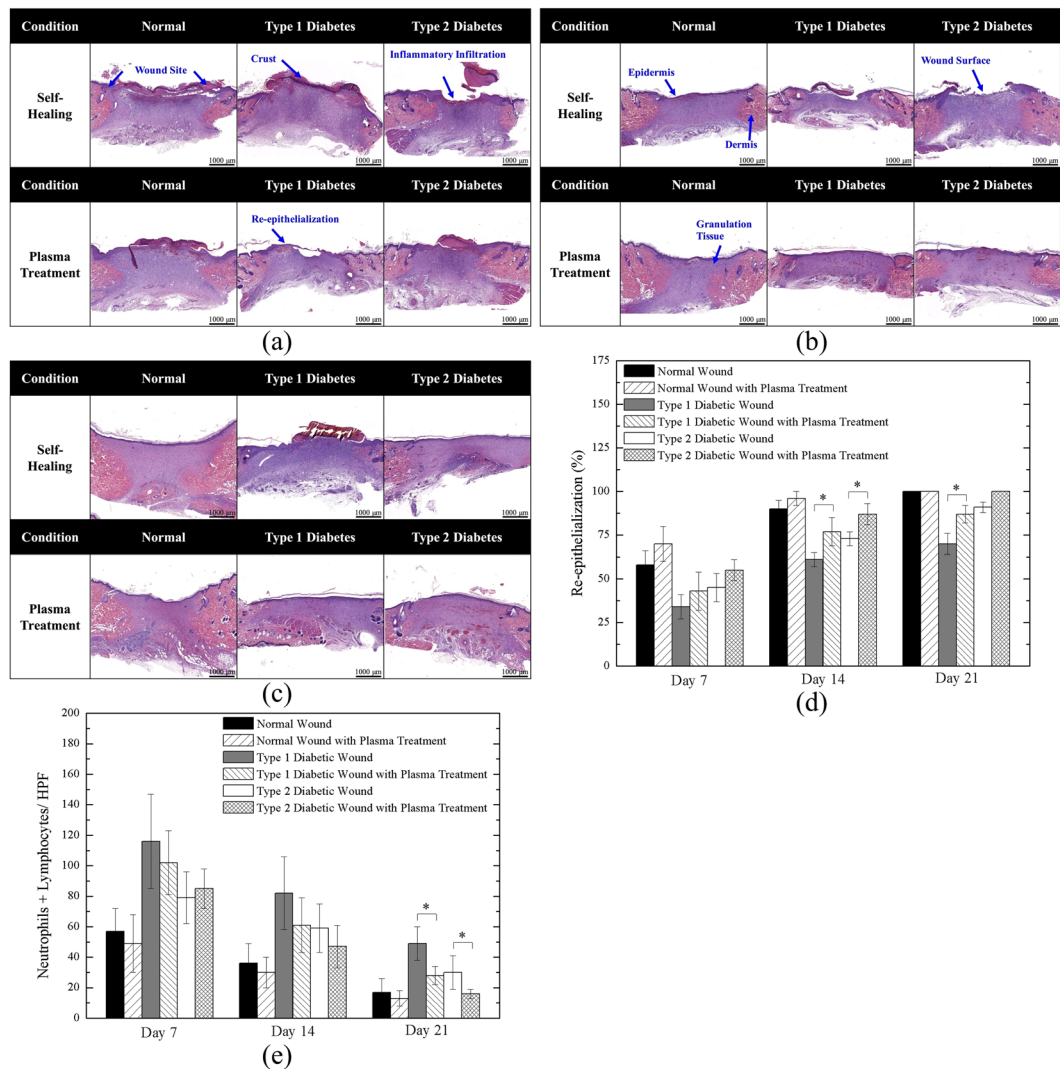 Condition Normal Type 1 Diabetes Type 2 Diabetes
Wound Site
Crust
Inflammatory Infiltration
Self-
Healing
1000 μm 1000 μm 1000 μm
Condition Normal Type 1 Diabetes Type 2 Diabetes
Re-epithelialization
Plasma
Treatment
1000 μm 1000 μm 1000 μm
(a)
Condition Normal Type 1 Diabetes Type 2 Diabetes
Epidermis
Wound Surface
Self-
Healing
Dermis
1000 μm 1000 μm 1000 μm
Condition Normal Type 1 Diabetes Type 2 Diabetes
Granulation
Tissue
Plasma
Treatment
1000 μm 1000 μm 1000 μm
(b)
Condition Normal Type 1 Diabetes Type 2 Diabetes
Self-
Healing
1000 μm 1000 μm 1000 μm
Condition Normal Type 1 Diabetes Type 2 Diabetes
Plasma
Treatment
1000 μm 1000 μm 1000 μm
(c)
175
150
125
100
75
50
25
0
Re-epithelialization (%)
Normal Wound
Normal Wound with Plasma Treatment
Type 1 Diabetic Wound
Type 1 Diabetic Wound with Plasma Treatment
Type 2 Diabetic Wound
Type 2 Diabetic Wound with Plasma Treatment
* * *
Day 7 Day 14 Day 21
(d)
200
180
160
140
120
100
80
60
40
20
0
Neutrophils + Lymphocytes/ HPF
Normal Wound
Normal Wound with Plasma Treatment
Type 1 Diabetic Wound
Type 1 Diabetic Wound with Plasma Treatment
Type 2 Diabetic Wound
Type 2 Diabetic Wound with Plasma Treatment
* *
Day 7 Day 14 Day 21
(e)